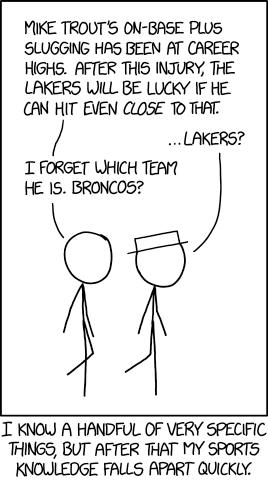 MIKE TROUT'S ON-BASE PLUS
SLUGGING HAS BEEN AT CAREER
HIGHS. AFTER THIS INJURY, THE
LAKERS WILL BE LUCKY IF HE
CAN HIT EVEN CLOSE TO THAT.
...LAKERS?
I FORGET WHICH TEAM
HE IS. BRONCOS?
I KNOW A HANDFUL OF VERY SPECIFIC
THINGS, BUT AFTER THAT MY SPORTS
KNOWLEDGE FALLS APART QUICKLY.